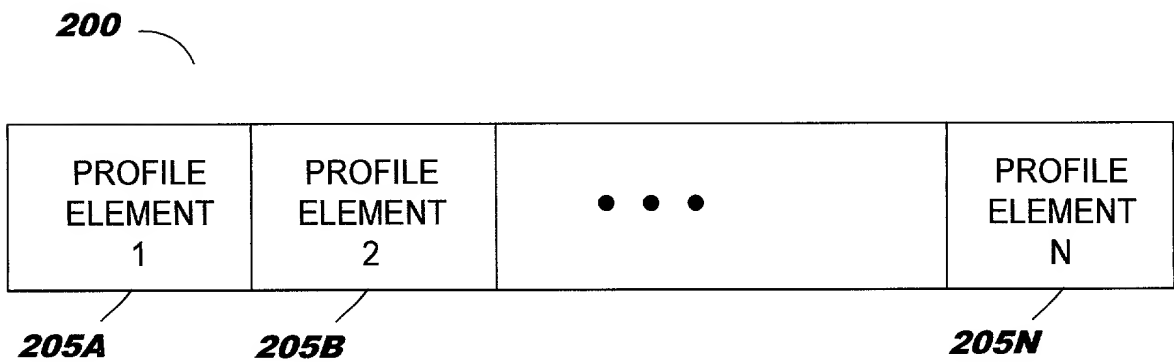 200
PROFILE
ELEMENT
1
PROFILE
ELEMENT
2
• • •
PROFILE
ELEMENT
N
205A
205B
205N